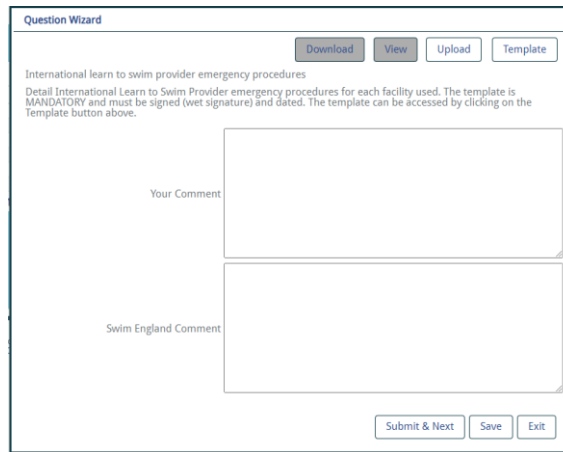 Question Wizard
Download View Upload Template
International learn to swim provider emergency procedures
Detail International Learn to Swim Provider emergency procedures for each facility used. The template is
MANDATORY and must be signed (wet signature) and dated. The template can be accessed by clicking on the
Template button above.
Your Comment
Swim England Comment
Submit & Next Save Exit